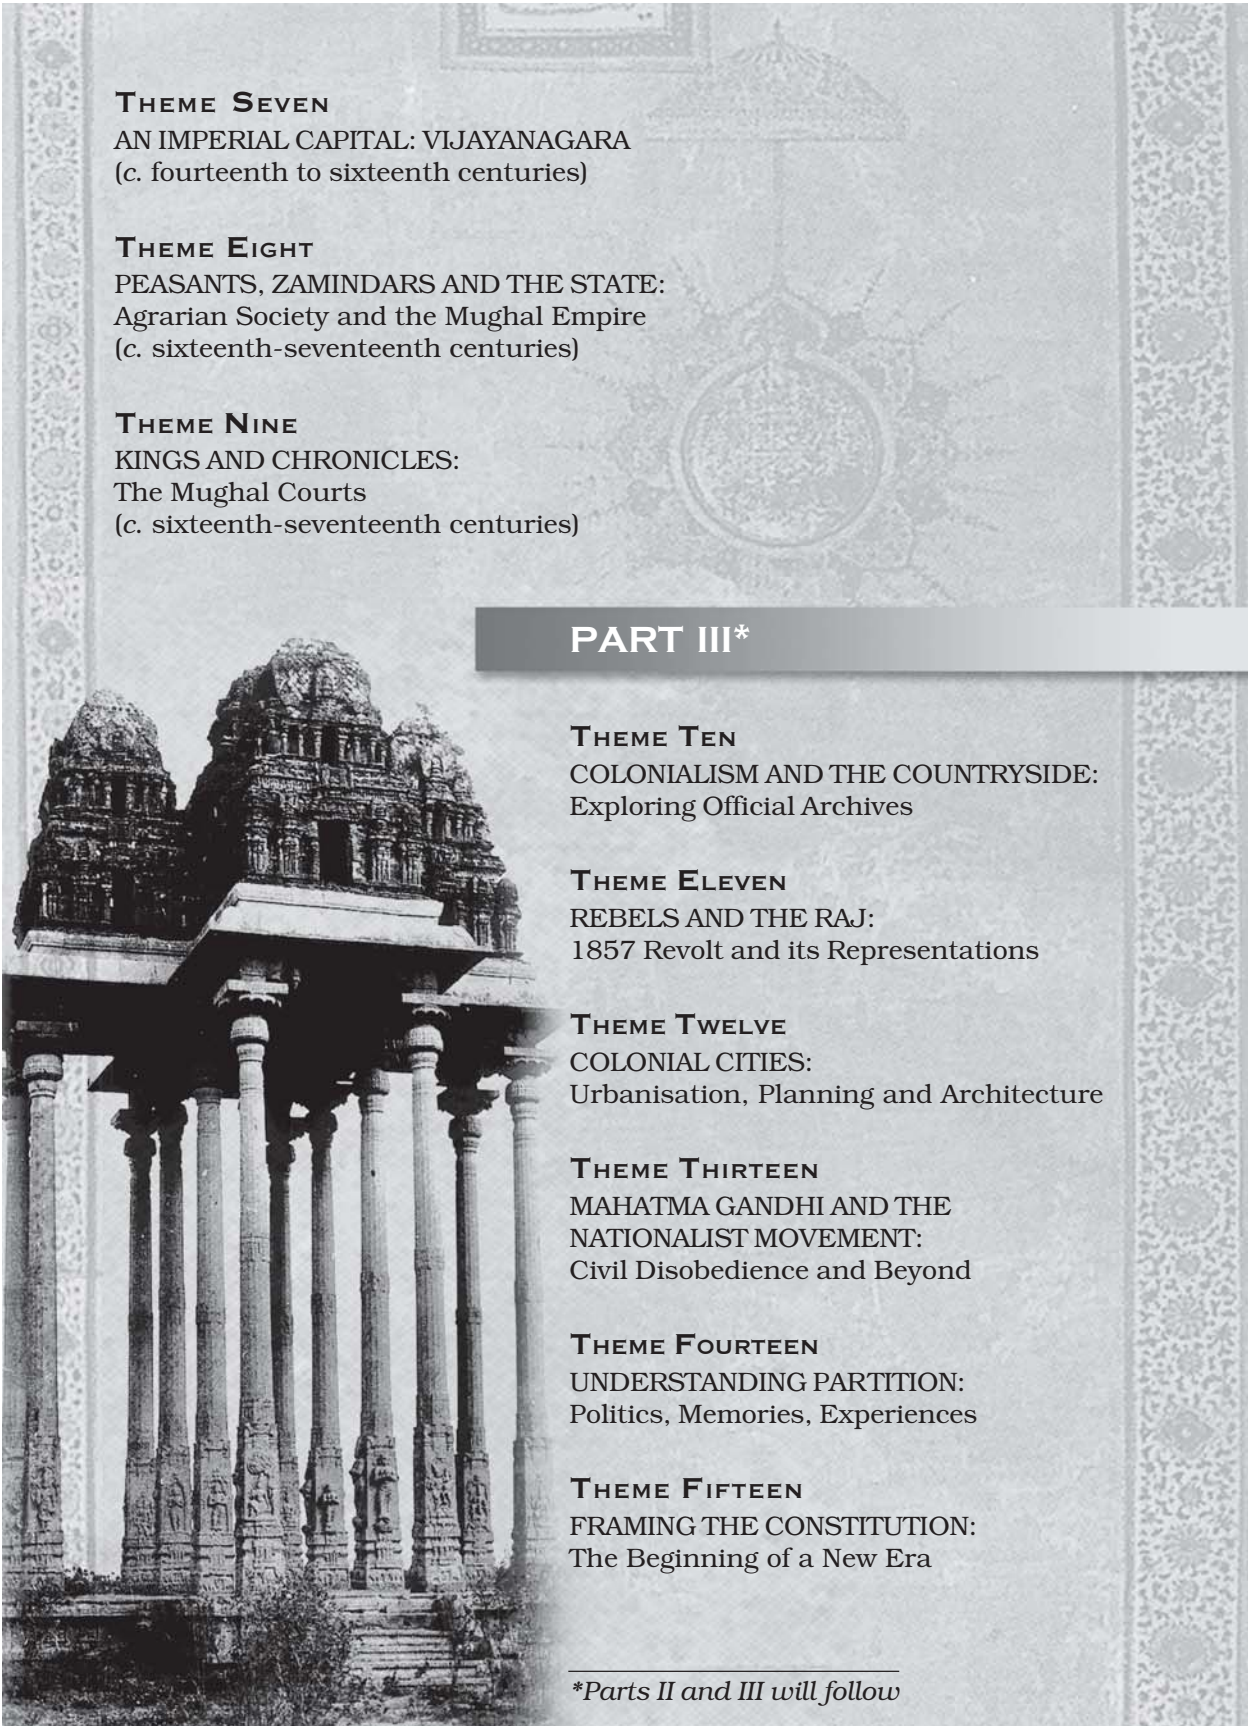 THEME SEVEN
AN IMPERIAL CAPITAL: VIJAYANAGARA
(c. fourteenth to sixteenth centuries)
THEME EIGHT
PEASANTS, ZAMINDARS AND THE STATE:
Agrarian Society and the Mughal Empire
(c. sixteenth-seventeenth centuries)
THEME NINE
KINGS AND CHRONICLES:
The Mughal Courts
(c. sixteenth-seventeenth centuries)
PART III*
THEME TEN
COLONIALISM AND THE COUNTRYSIDE:
Exploring Official Archives
THEME ELEVEN
REBELS AND THE RAJ:
1857 Revolt and its Representations
THEME TWELVE
COLONIAL CITIES:
Urbanisation, Planning and Architecture
THEME THIRTEEN
MAHATMA GANDHI AND THE
NATIONALIST MOVEMENT:
Civil Disobedience and Beyond
THEME FOURTEEN
UNDERSTANDING PARTITION:
Politics, Memories, Experiences
THEME FIFTEEN
FRAMING THE CONSTITUTION:
The Beginning of a New Era
*Parts II and III will follow